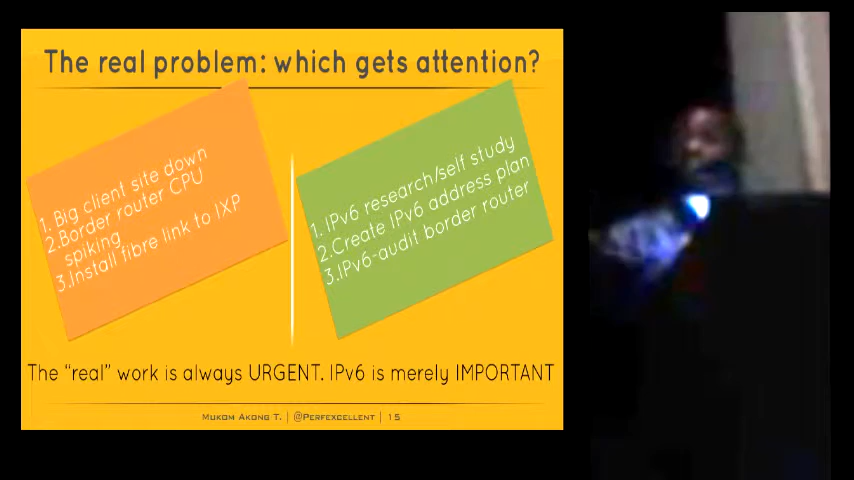 The real problem: which gets attention?
1. Big client site down
2.Border router CPU
spiking
3.Install fibre link to IXP
1. IPv6 research/self study
2.Create IPv6 address plan
3.IPv6-audit border router
The “real” work is always URGENT. IPv6 is merely IMPORTANT
Mukom Akong T. | @Perfexcellent | 15